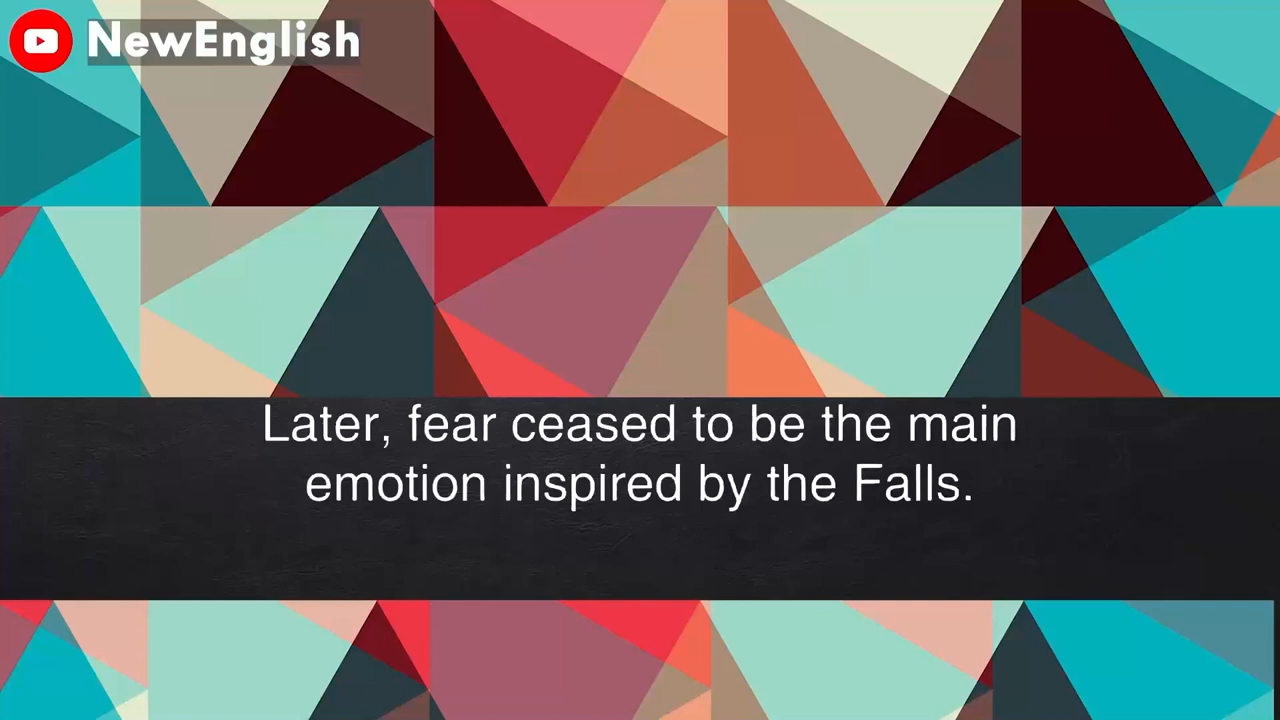 NewEnglish
Later, fear ceased to be the main
emotion inspired by the Falls.